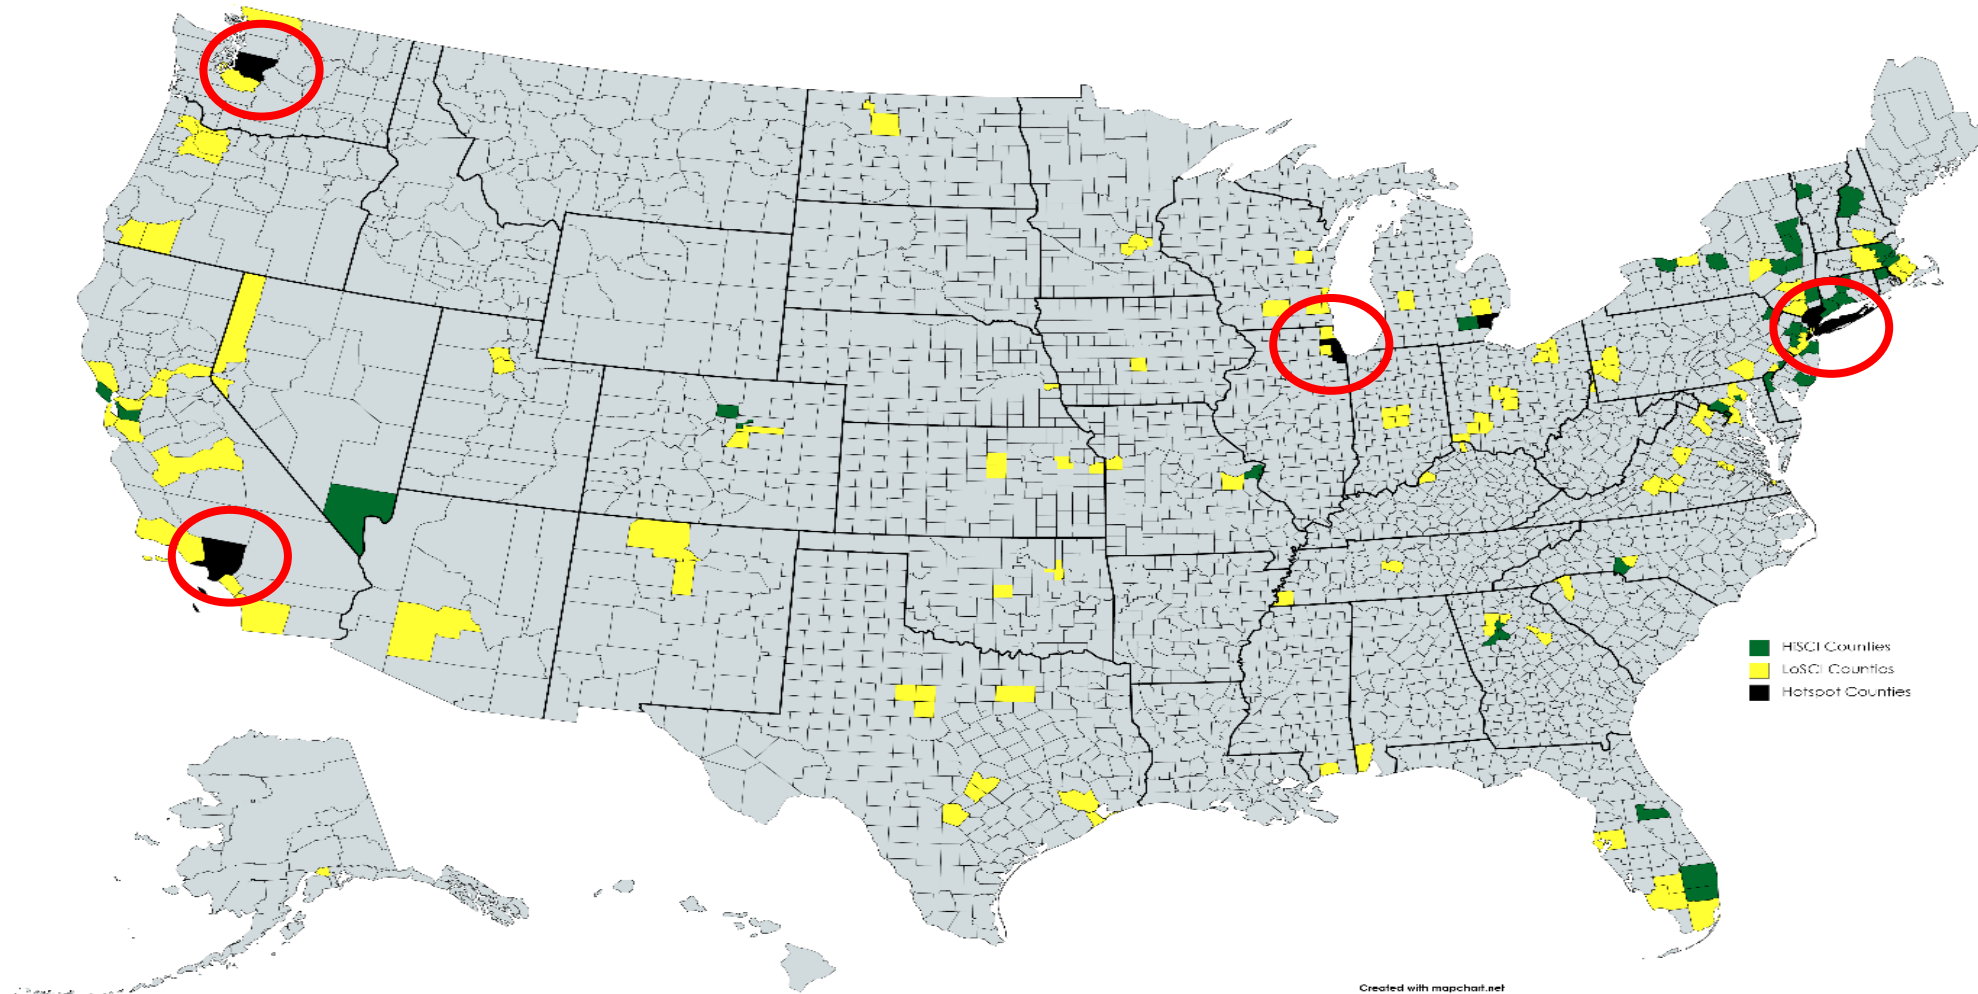 HiSCI Counties
LoSCI Counties
Hotspot Counties
Created with mapchart.net